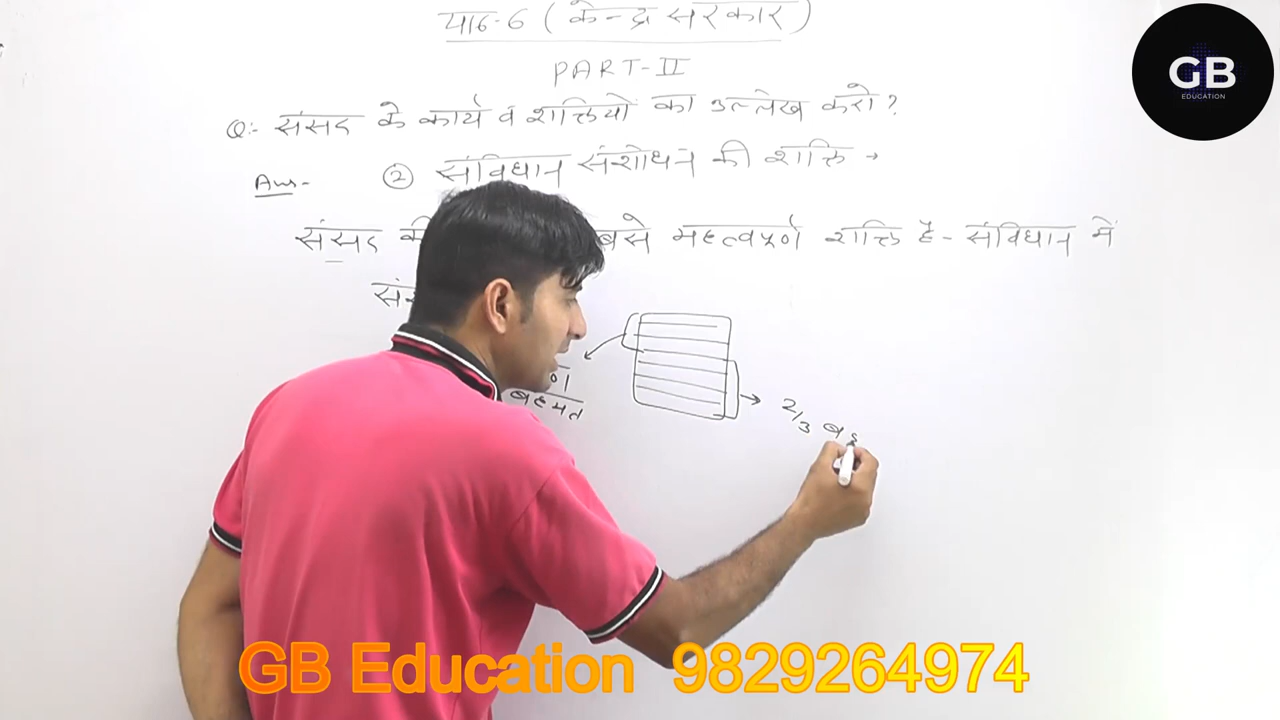 पाठ-6 (केन्द्र सरकार)
PART-II
GB
EDUCATION
Q:- संसद के कार्य व शक्तियों का उल्लेख करो?
Ans- ② संविधान संशोधन की शक्ति →
संसद की महत्वपूर्ण शक्ति है - संविधान में
बहुमत
2/3
GB Education 9829264974